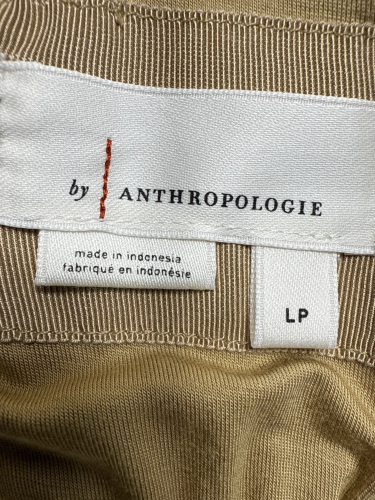 by ANTHROPOLOGIE
made in indonesia
fabriqué en indonésie
LP